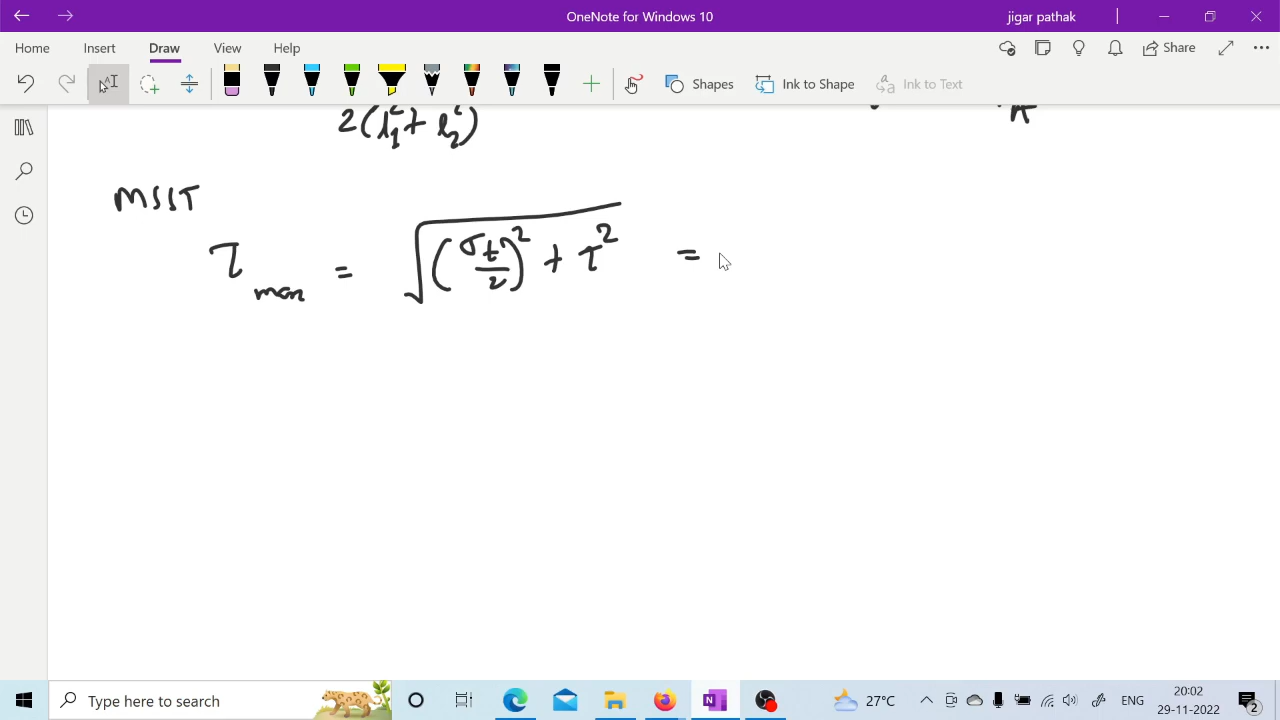 OneNote for Windows 10
jigar pathak
Home Insert Draw View Help
Share
Shapes Ink to Shape Ink to Text
2(l₁² + l₂²)
A
MSST
τ max = √((σt/2)² + τ²) =
Type here to search
27°C
ENG
20:02
29-11-2022
2